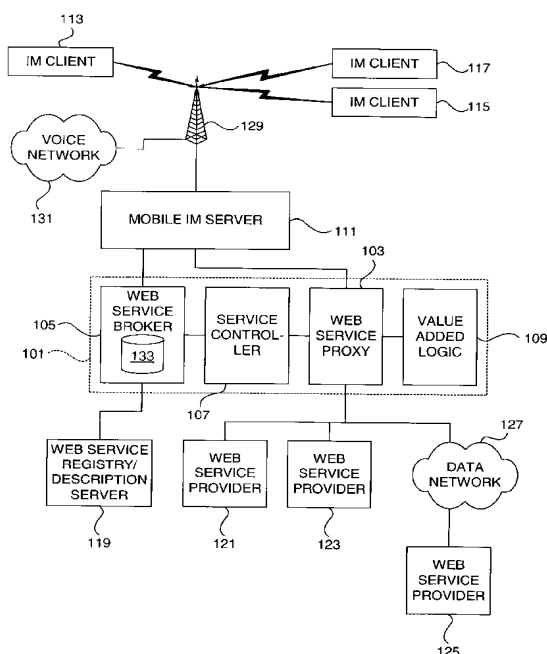 113
IM CLIENT
IM CLIENT
117
IM CLIENT
115
129
VOICE
NETWORK
131
MOBILE IM SERVER
111
103
105
101
WEB
SERVICE
BROKER
133
SERVICE
CONTROL-
LER
WEB
SERVICE
PROXY
VALUE
ADDED
LOGIC
109
107
WEB SERVICE
REGISTRY/
DESCRIPTION
SERVER
119
WEB
SERVICE
PROVIDER
121
WEB
SERVICE
PROVIDER
123
127
DATA
NETWORK
WEB
SERVICE
PROVIDER
125